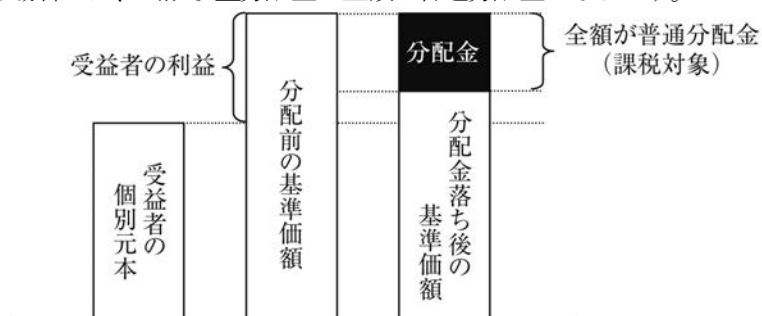 受益者の利益
分配金
全額が普通分配金
(課税対象)
受益者の
個別元本
分配前の基準価額
分配金落ち後の
基準価額